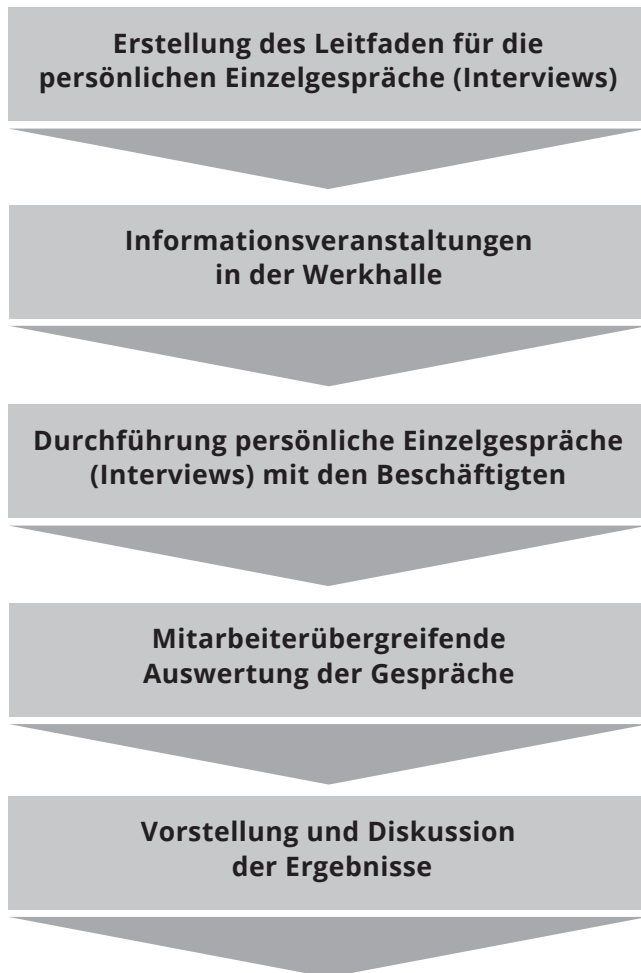 Erstellung des Leitfaden für die
persönlichen Einzelgespräche (Interviews)
Informationsveranstaltungen
in der Werkhalle
Durchführung persönliche Einzelgespräche
(Interviews) mit den Beschäftigten
Mitarbeiterübergreifende
Auswertung der Gespräche
Vorstellung und Diskussion
der Ergebnisse